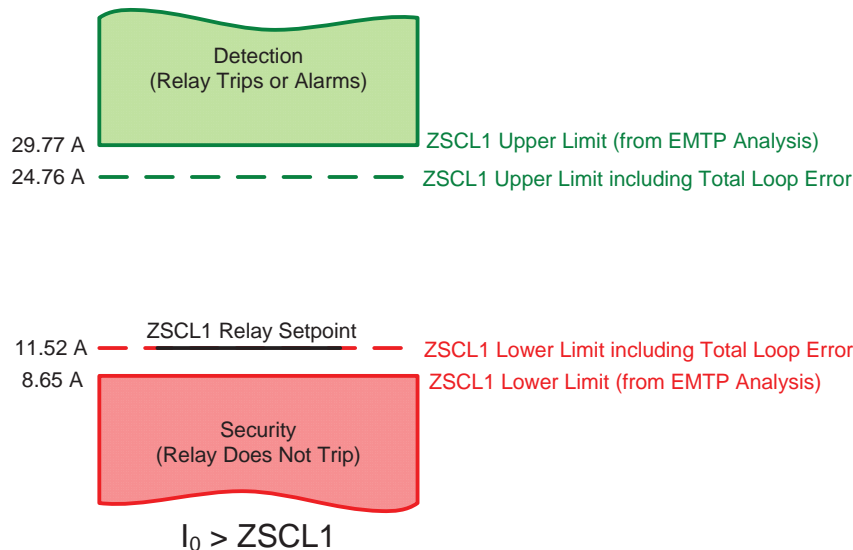 Detection
(Relay Trips or Alarms)
29.77 A
ZSCL1 Upper Limit (from EMTP Analysis)
24.76 A
ZSCL1 Upper Limit including Total Loop Error
ZSCL1 Relay Setpoint
11.52 A
ZSCL1 Lower Limit including Total Loop Error
8.65 A
ZSCL1 Lower Limit (from EMTP Analysis)
Security
(Relay Does Not Trip)
I₀ > ZSCL1